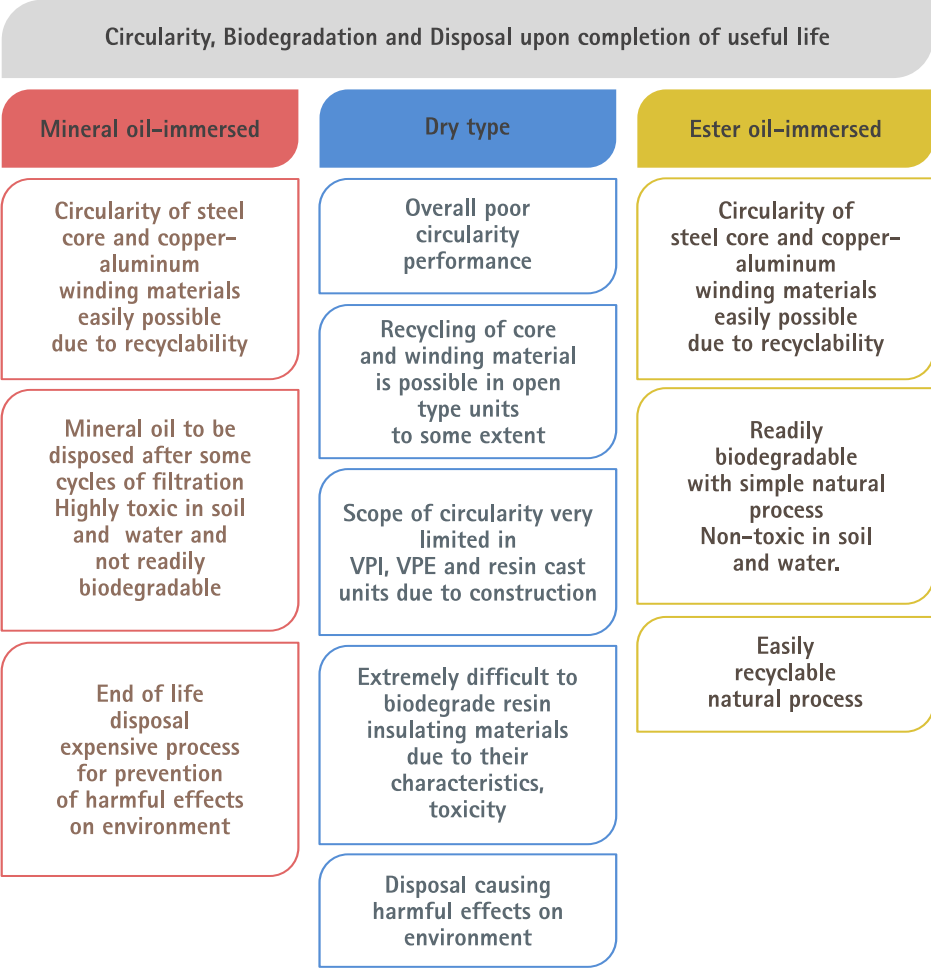 Circularity, Biodegradation and Disposal upon completion of useful life
Mineral oil-immersed
Circularity of steel
core and copper-
aluminum
winding materials
easily possible
due to recyclability
Mineral oil to be
disposed after some
cycles of filtration
Highly toxic in soil
and water and
not readily
biodegradable
End of life
disposal
expensive process
for prevention
of harmful effects
on environment
Dry type
Overall poor
circularity
performance
Recycling of core
and winding material
is possible in open
type units
to some extent
Scope of circularity very
limited in
VPI, VPE and resin cast
units due to construction
Extremely difficult to
biodegrade resin
insulating materials
due to their
characteristics,
toxicity
Disposal causing
harmful effects on
environment
Ester oil-immersed
Circularity of
steel core and copper-
aluminum
winding materials
easily possible
due to recyclability
Readily
biodegradable
with simple natural
process
Non-toxic in soil
and water.
Easily
recyclable
natural process